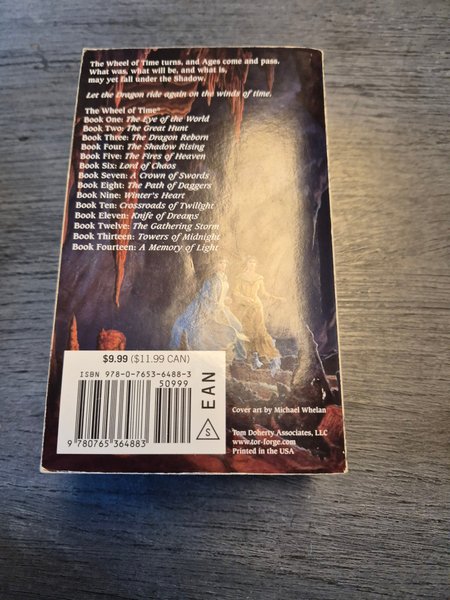 The Wheel of Time turns, and Ages come and pass.
What was, what will be, and what is,
may yet fall under the Shadow.
Let the Dragon ride again on the winds of time.
The Wheel of Time®
Book One: The Eye of the World
Book Two: The Great Hunt
Book Three: The Dragon Reborn
Book Four: The Shadow Rising
Book Five: The Fires of Heaven
Book Six: Lord of Chaos
Book Seven: A Crown of Swords
Book Eight: The Path of Daggers
Book Nine: Winter's Heart
Book Ten: Crossroads of Twilight
Book Eleven: Knife of Dreams
Book Twelve: The Gathering Storm
Book Thirteen: Towers of Midnight
Book Fourteen: A Memory of Light
$9.99 ($11.99 CAN)
ISBN 978-0-7653-6488-3
50999
9 780765 364883
S
EAN
Cover art by Michael Whelan
Tom Doherty Associates, LLC
www.tor-forge.com
Printed in the USA